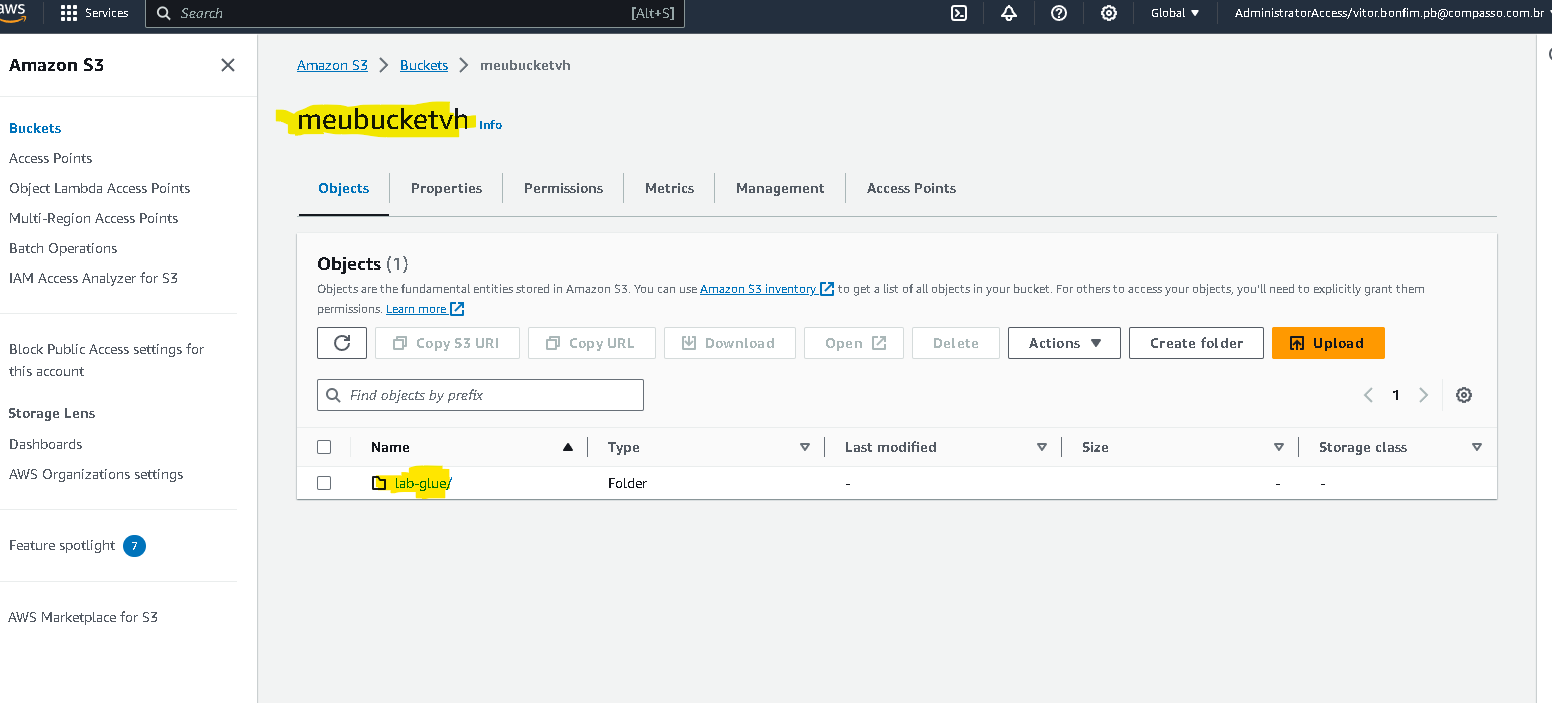 aws
Services
Search
[Alt+S]
Global
AdministratorAccess/vitor.bonfim.pb@compasso.com.br
Amazon S3
Buckets
Access Points
Object Lambda Access Points
Multi-Region Access Points
Batch Operations
IAM Access Analyzer for S3
Block Public Access settings for
this account
Storage Lens
Dashboards
AWS Organizations settings
Feature spotlight 7
AWS Marketplace for S3
Amazon S3 > Buckets > meubucketvh
meubucketvh Info
Objects
Properties
Permissions
Metrics
Management
Access Points
Objects (1)
Objects are the fundamental entities stored in Amazon S3. You can use Amazon S3 inventory to get a list of all objects in your bucket. For others to access your objects, you'll need to explicitly grant them
permissions. Learn more
Copy S3 URI
Copy URL
Download
Open
Delete
Actions
Create folder
Upload
Find objects by prefix
1
Name
Type
Last modified
Size
Storage class
lab-glue/
Folder
-
-
-